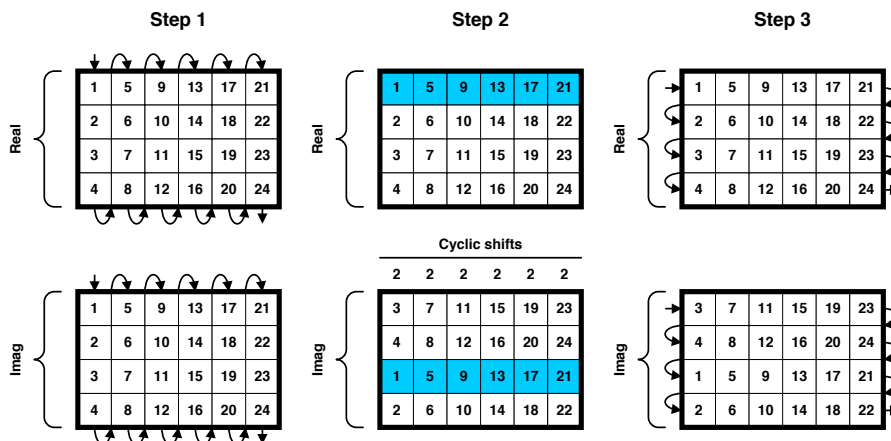 Step 1 Step 2 Step 3
Real
1 5 9 13 17 21
2 6 10 14 18 22
3 7 11 15 19 23
4 8 12 16 20 24
Real
1 5 9 13 17 21
2 6 10 14 18 22
3 7 11 15 19 23
4 8 12 16 20 24
Real
1 5 9 13 17 21
2 6 10 14 18 22
3 7 11 15 19 23
4 8 12 16 20 24
Imag
1 5 9 13 17 21
2 6 10 14 18 22
3 7 11 15 19 23
4 8 12 16 20 24
Cyclic shifts
2 2 2 2 2 2
Imag
3 7 11 15 19 23
4 8 12 16 20 24
1 5 9 13 17 21
2 6 10 14 18 22
Imag
3 7 11 15 19 23
4 8 12 16 20 24
1 5 9 13 17 21
2 6 10 14 18 22